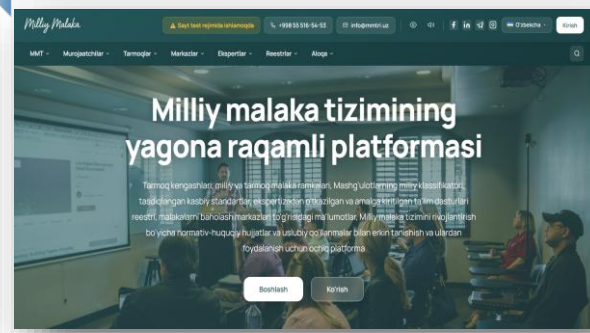 Milliy Malaka
Sayt test rejimida ishlamoqda
+998 55 516-54-53
info@mmtri.uz
O'zbekcha
Kirish
MMT
Murojaatchilar
Tarmoqlar
Markazlar
Ekspertlar
Reestrlar
Aloqa
Milliy malaka tizimining
yagona raqamli platformasi
Tarmoq kengashlari, milliy va tarmoq malaka ramkalari, Mashg'ulotlarning milliy klassifikatori,
tasdiqlangan kasbiy standartlar, ekspertizadan o'tkazilgan va amalga kiritilgan ta'lim dasturlari
reestri, malakalarni baholash markazlari to'g'risidagi ma'lumotlar, Milliy malaka tizimini rivojlantirish
bo'yicha normativ-huquqiy hujjatlar va uslubiy qo'llanmalar bilan erkin tanishish va ulardan
foydalanish uchun ochiq platforma.
Boshlash
Ko'rish